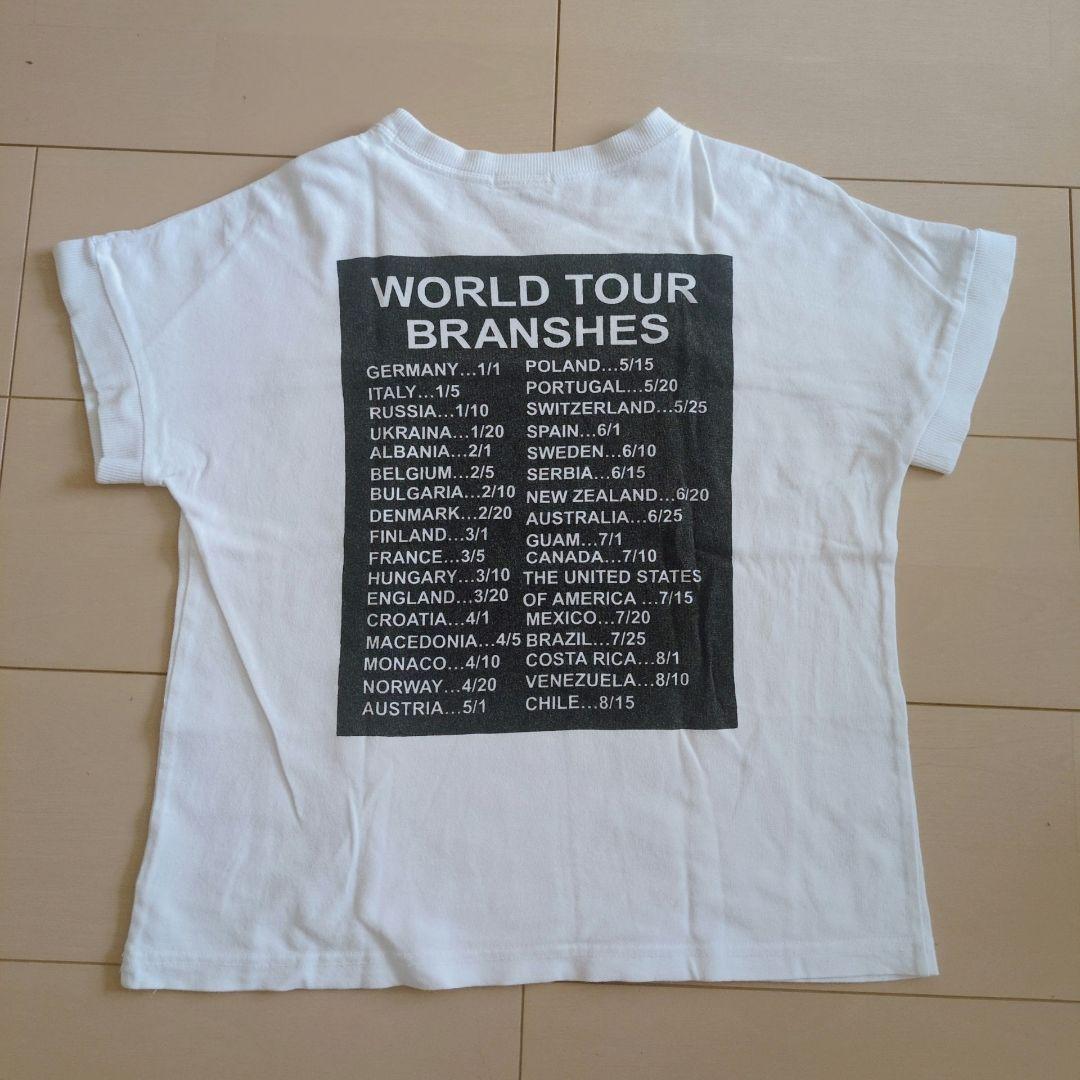 WORLD TOUR
BRANSHES
GERMANY...1/1
ITALY...1/5
RUSSIA...1/10
UKRAINA...1/20
ALBANIA...2/1
BELGIUM...2/5
BULGARIA...2/10
DENMARK...2/20
FINLAND...3/1
FRANCE...3/5
HUNGARY...3/10
ENGLAND...3/20
CROATIA...4/1
MACEDONIA...4/5
MONACO...4/10
NORWAY...4/20
AUSTRIA...5/1
POLAND...5/15
PORTUGAL...5/20
SWITZERLAND...5/25
SPAIN...6/1
SWEDEN...6/10
SERBIA...6/15
NEW ZEALAND...6/20
AUSTRALIA...6/25
GUAM...7/1
CANADA...7/10
THE UNITED STATES
OF AMERICA ...7/15
MEXICO...7/20
BRAZIL...7/25
COSTA RICA...8/1
VENEZUELA...8/10
CHILE...8/15